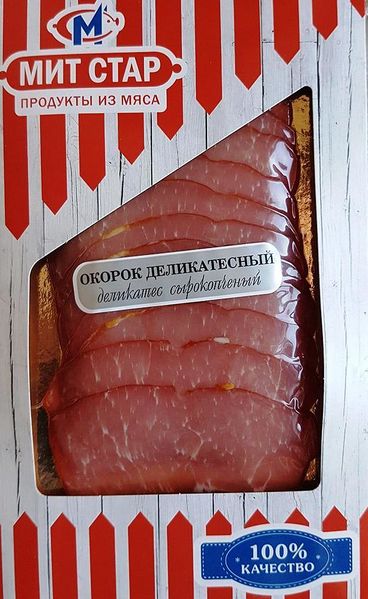 М
МИТ СТАР
ПРОДУКТЫ ИЗ МЯСА
ОКОРОК ДЕЛИКАТЕСНЫЙ
деликатес сырокопченый
100%
КАЧЕСТВО